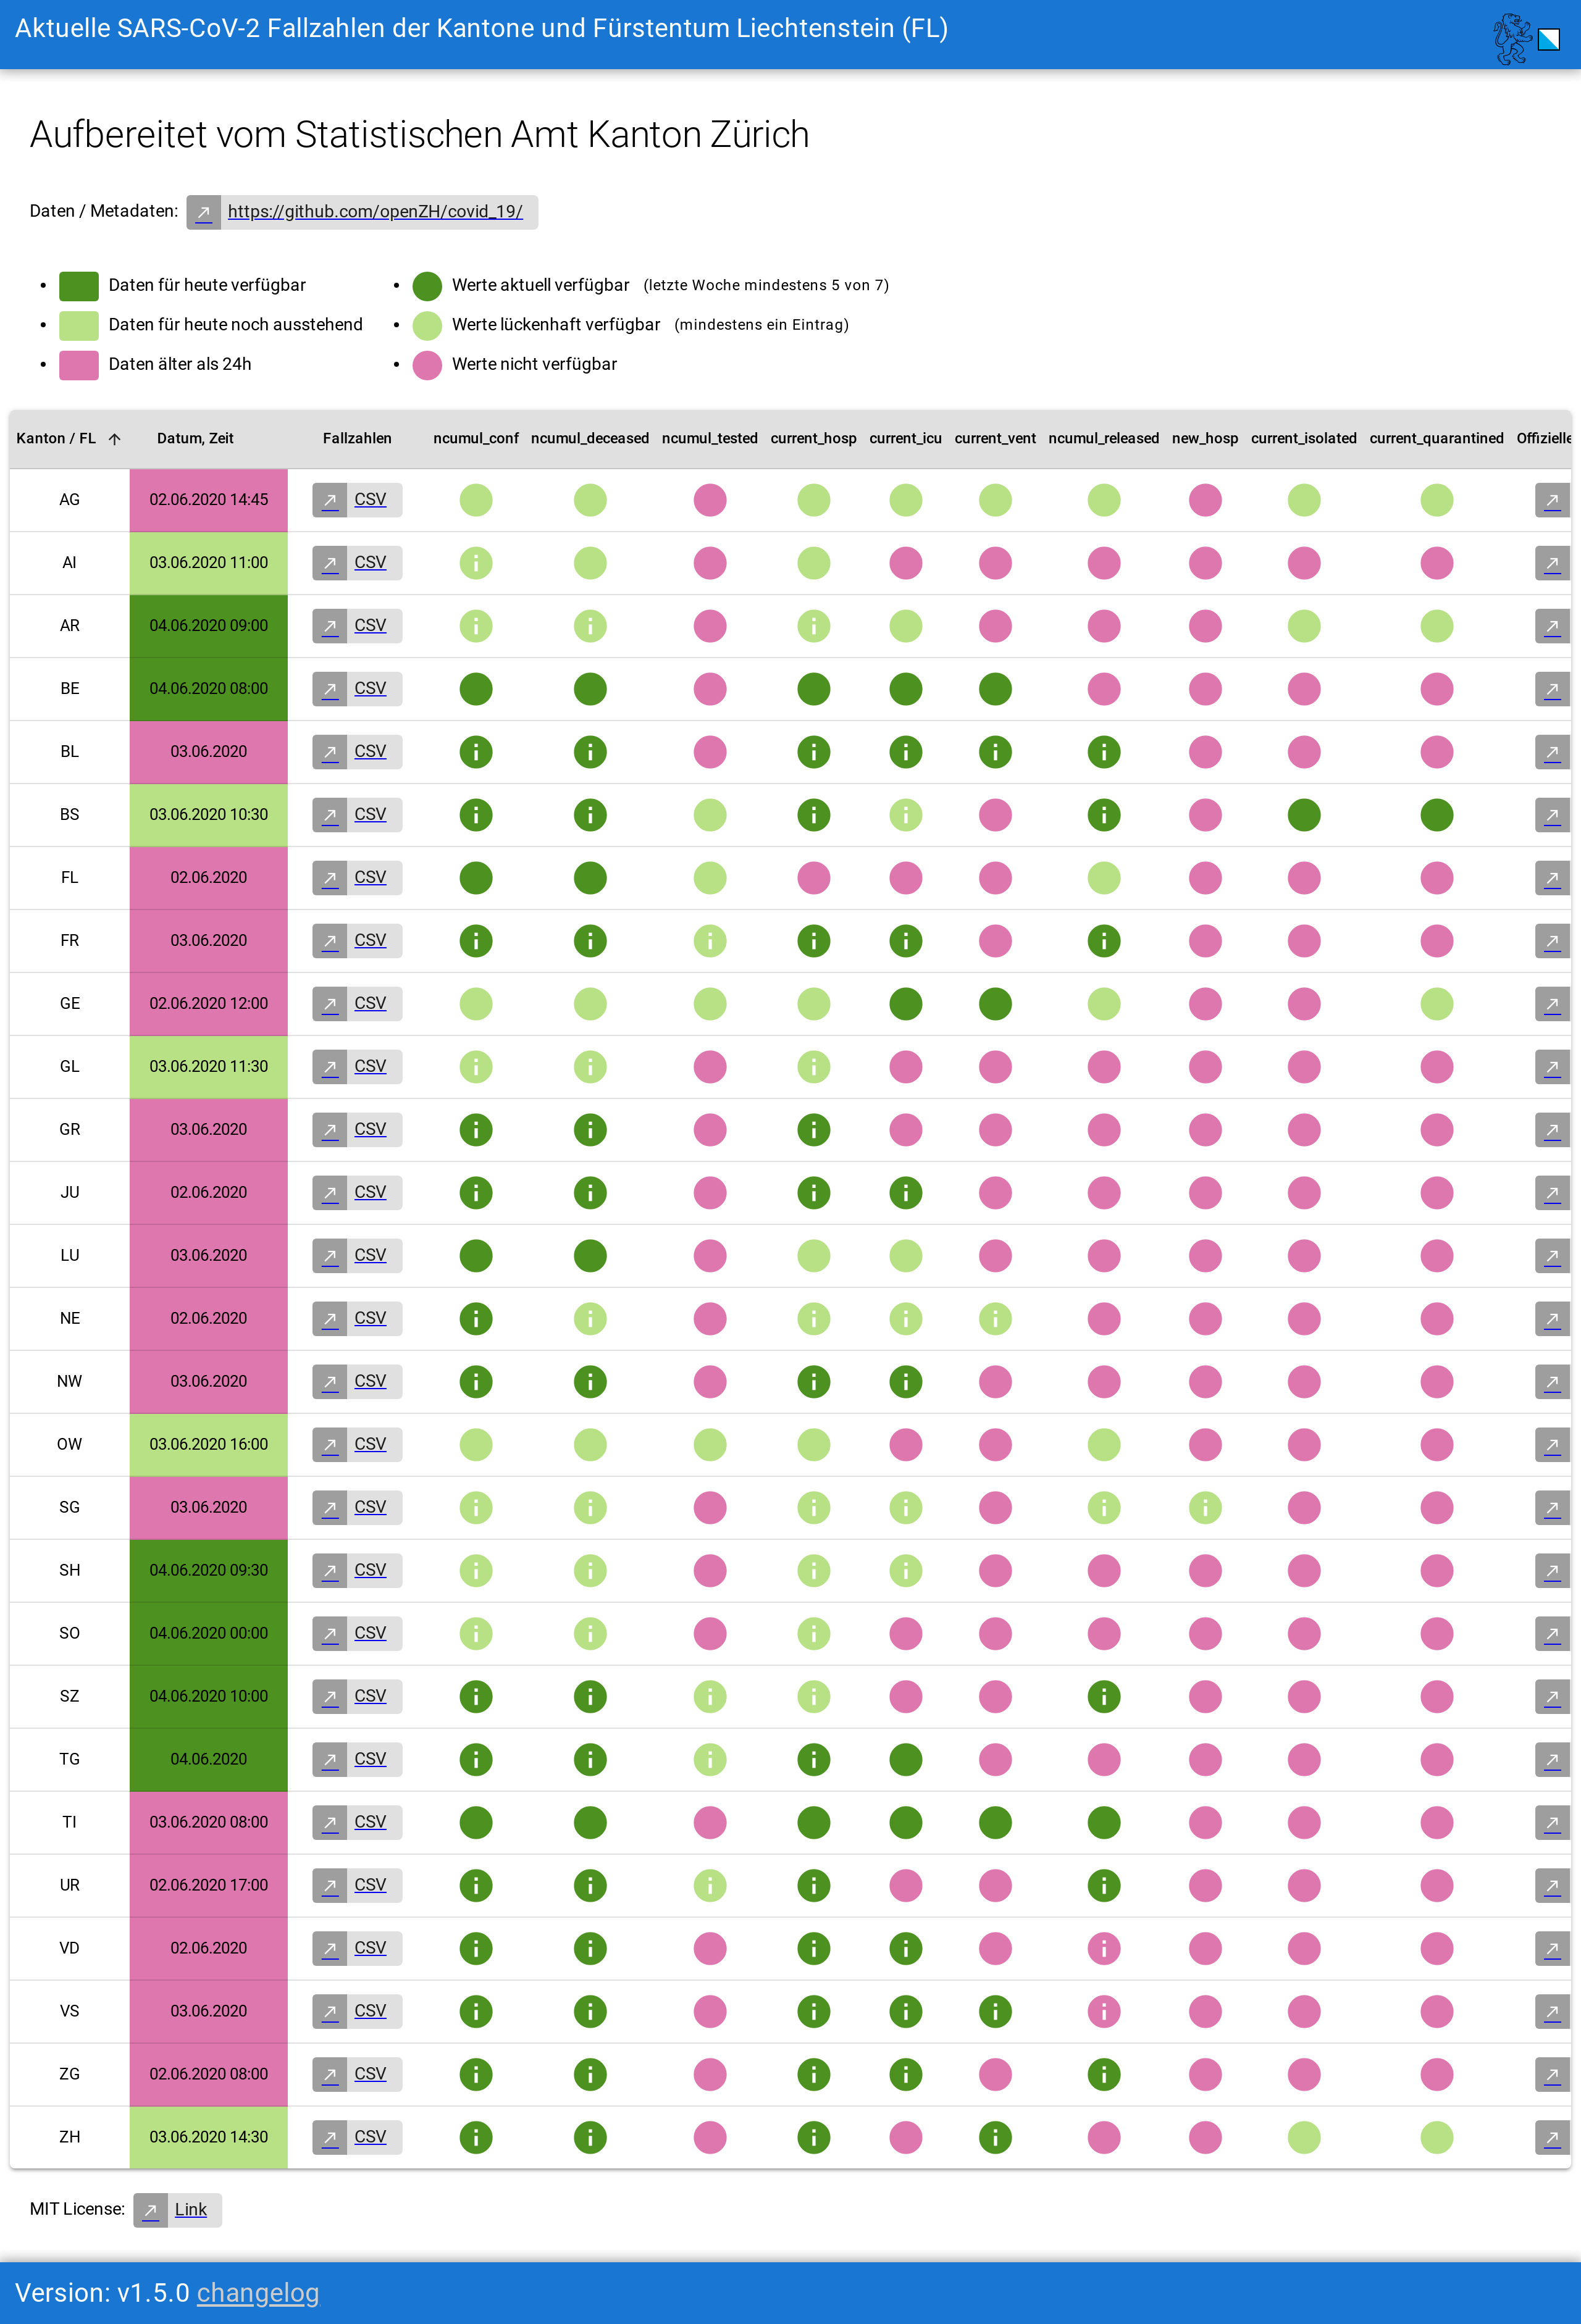 Aktuelle SARS-CoV-2 Fallzahlen der Kantone und Fürstentum Liechtenstein (FL)
Aufbereitet vom Statistischen Amt Kanton Zürich
Daten / Metadaten: https://github.com/openZH/covid_19/
Daten für heute verfügbar
Daten für heute noch ausstehend
Daten älter als 24h
Werte aktuell verfügbar (letzte Woche mindestens 5 von 7)
Werte lückenhaft verfügbar (mindestens ein Eintrag)
Werte nicht verfügbar
Kanton / FL Datum, Zeit Fallzahlen ncumul_conf ncumul_deceased ncumul_tested current_hosp current_icu current_vent ncumul_released new_hosp current_isolated current_quarantined Offizielle
AG 02.06.2020 14:45 CSV
AI 03.06.2020 11:00 CSV
AR 04.06.2020 09:00 CSV
BE 04.06.2020 08:00 CSV
BL 03.06.2020 CSV
BS 03.06.2020 10:30 CSV
FL 02.06.2020 CSV
FR 03.06.2020 CSV
GE 02.06.2020 12:00 CSV
GL 03.06.2020 11:30 CSV
GR 03.06.2020 CSV
JU 02.06.2020 CSV
LU 03.06.2020 CSV
NE 02.06.2020 CSV
NW 03.06.2020 CSV
OW 03.06.2020 16:00 CSV
SG 03.06.2020 CSV
SH 04.06.2020 09:30 CSV
SO 04.06.2020 00:00 CSV
SZ 04.06.2020 10:00 CSV
TG 04.06.2020 CSV
TI 03.06.2020 08:00 CSV
UR 02.06.2020 17:00 CSV
VD 02.06.2020 CSV
VS 03.06.2020 CSV
ZG 02.06.2020 08:00 CSV
ZH 03.06.2020 14:30 CSV
MIT License: Link
Version: v1.5.0 changelog